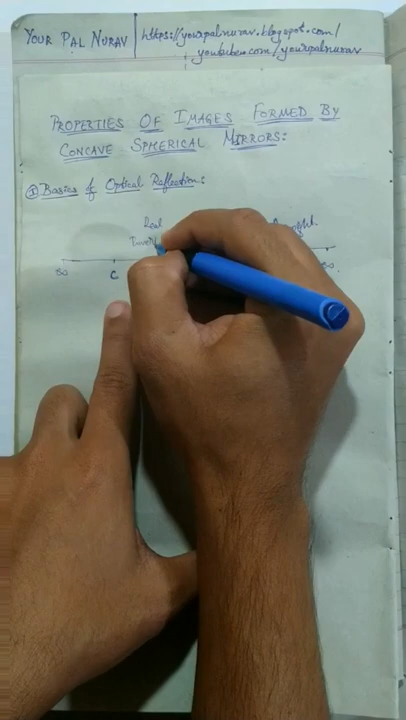 YOUR PAL NURAV
https://yourpalnurav.blogspot.com/
youtube.com/yourpalnurav
PROPERTIES OF IMAGES FORMED BY
CONCAVE SPHERICAL MIRRORS:
① Basics of Optical Reflection:
Real
∞ C ∞